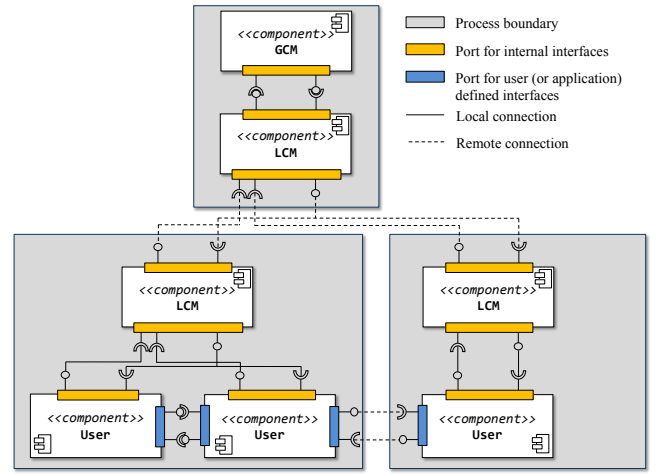 <<component>>
GCM
<<component>>
LCM
Process boundary
Port for internal interfaces
Port for user (or application)
defined interfaces
Local connection
Remote connection
<<component>>
LCM
<<component>>
LCM
<<component>>
User
<<component>>
User
<<component>>
User